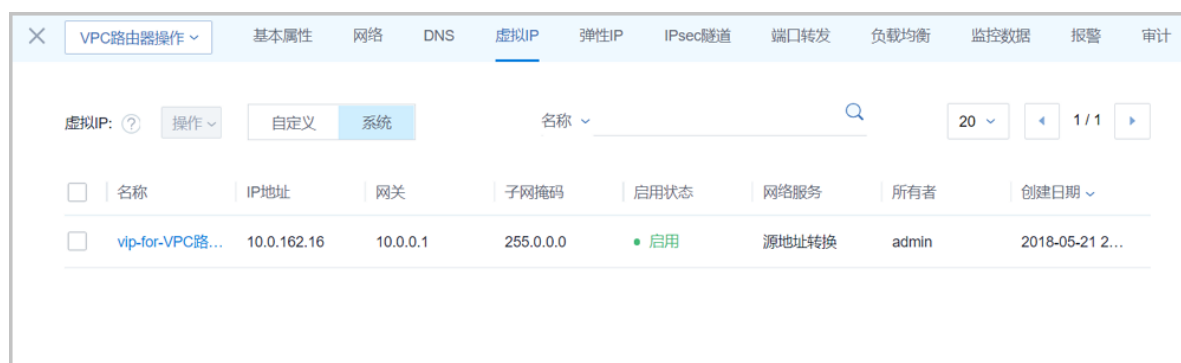 VPC路由器操作 基本属性 网络 DNS 虚拟IP 弹性IP IPsec隧道 端口转发 负载均衡 监控数据 报警 审计
虚拟IP: ? 操作 自定义 系统 名称 20 1 / 1
名称 IP地址 网关 子网掩码 启用状态 网络服务 所有者 创建日期
vip-for-VPC路... 10.0.162.16 10.0.0.1 255.0.0.0 启用 源地址转换 admin 2018-05-21 2...